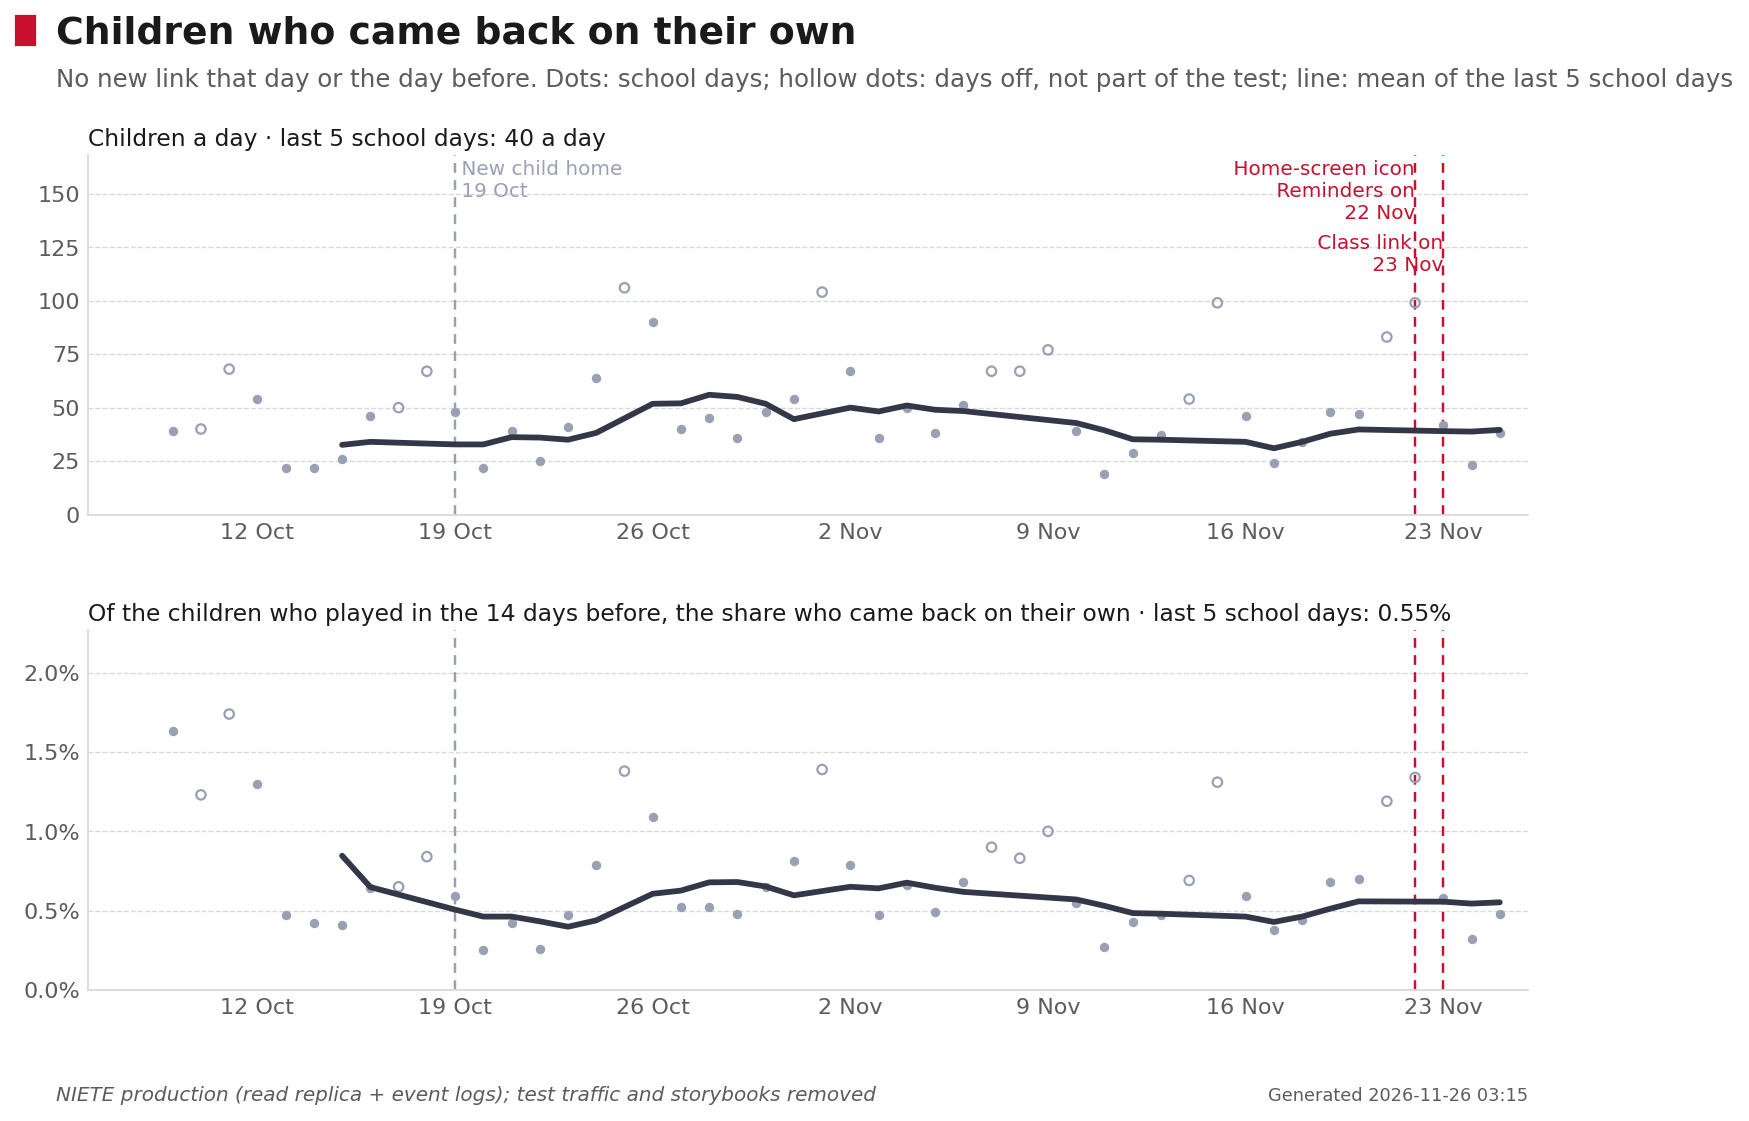 Children who came back on their own
No new link that day or the day before. Dots: school days; hollow dots: days off, not part of the test; line: mean of the last 5 school days
Children a day · last 5 school days: 40 a day
New child home
19 Oct
Home-screen icon
Reminders on
22 Nov
Class link on
23 Nov
150
125
100
75
50
25
0
12 Oct 19 Oct 26 Oct 2 Nov 9 Nov 16 Nov 23 Nov
Of the children who played in the 14 days before, the share who came back on their own · last 5 school days: 0.55%
2.0%
1.5%
1.0%
0.5%
0.0%
12 Oct 19 Oct 26 Oct 2 Nov 9 Nov 16 Nov 23 Nov
NIETE production (read replica + event logs); test traffic and storybooks removed
Generated 2026-11-26 03:15